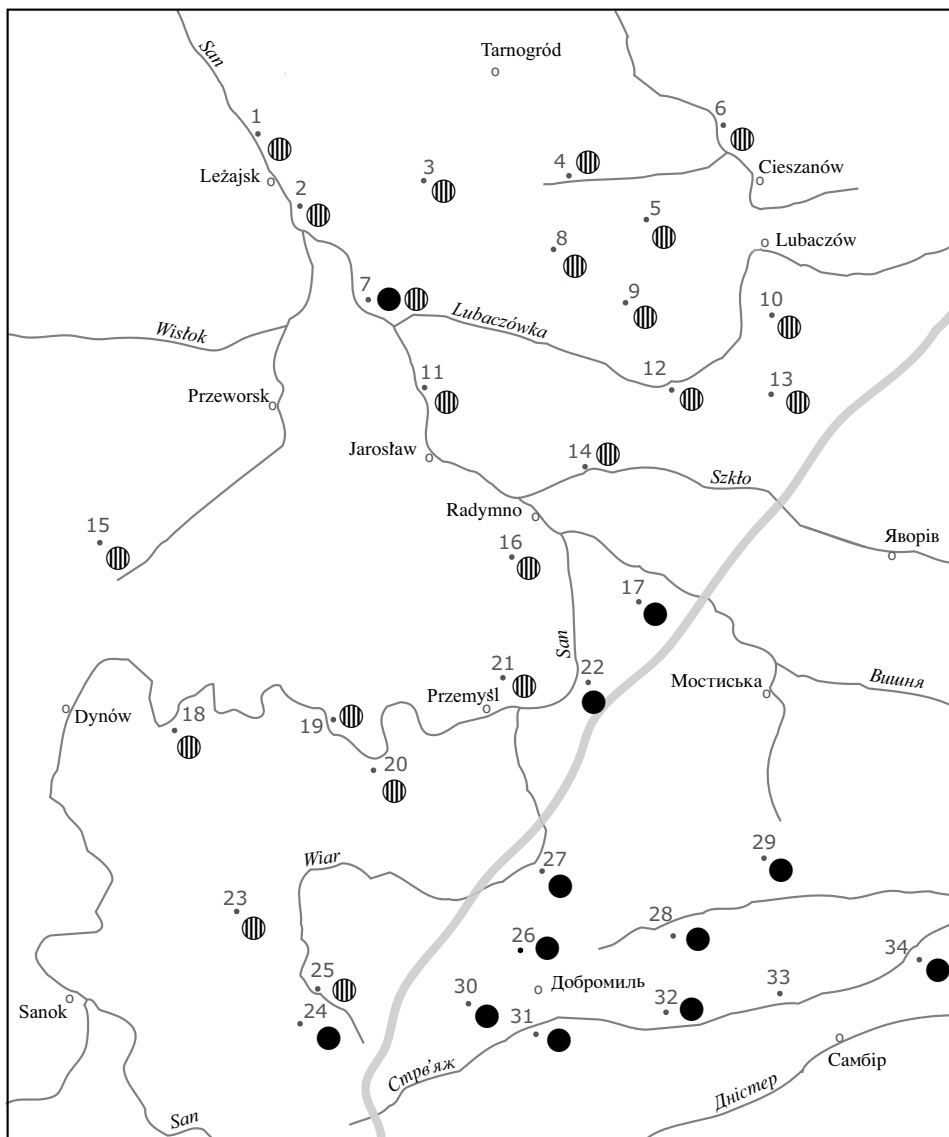 San
Tarnogród
1
6
Leżajsk
3
4
Cieszanów
2
5
8
Lubaczów
7
9
10
Lubaczówka
Wisłok
11
12
13
Przeworsk
Jarosław
14
Szkło
Radymno
15
16
Яворів
17
San
21
22
Przemyśl
Мостиська
Вишня
Dynów
18
19
20
Wiar
27
29
23
28
26
34
25
Добромиль
33
Sanok
30
32
24
31
Самбір
Стрв'яж
Дністер
San